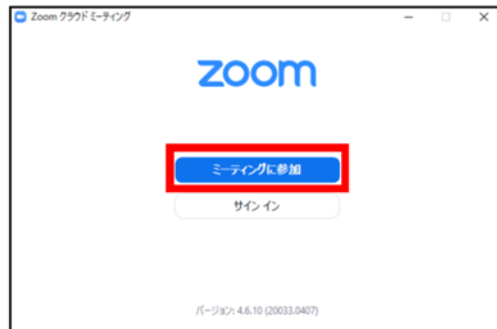 Zoom クラウド ミーティング
zoom
ミーティングに参加
サイン イン
バージョン: 4.6.10 (20033.0407)